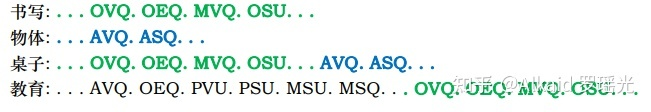 书写: . . . OVQ. OEQ. MVQ. OSU. . .
物体: . . . AVQ. ASQ. . .
桌子: . . . OVQ. OEQ. MVQ. OSU. . . AVQ. ASQ. . .
教育: . . . AVQ. OEQ. PVU. PSU. MSU. MSQ. . . OVQ. OEQ. MVQ. OSU. . .
知乎 @Alkaid 罗瑶光